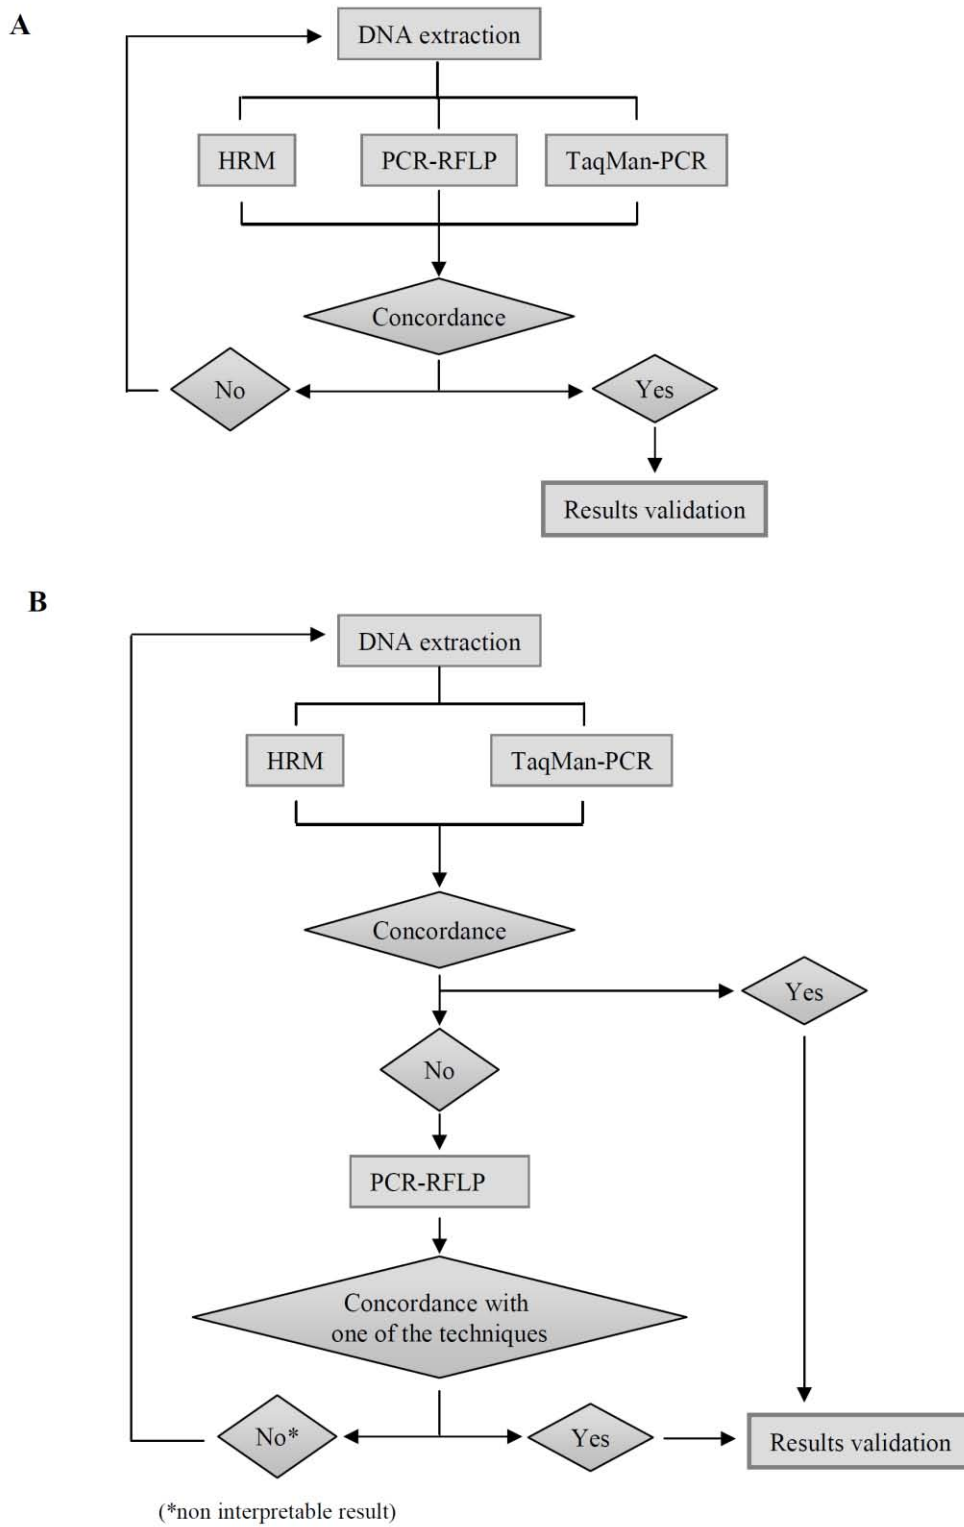 A
DNA extraction
HRM
PCR-RFLP
TaqMan-PCR
Concordance
No
Yes
Results validation
B
DNA extraction
HRM
TaqMan-PCR
Concordance
Yes
No
PCR-RFLP
Concordance with
one of the techniques
No*
Yes
Results validation
(*non interpretable result)